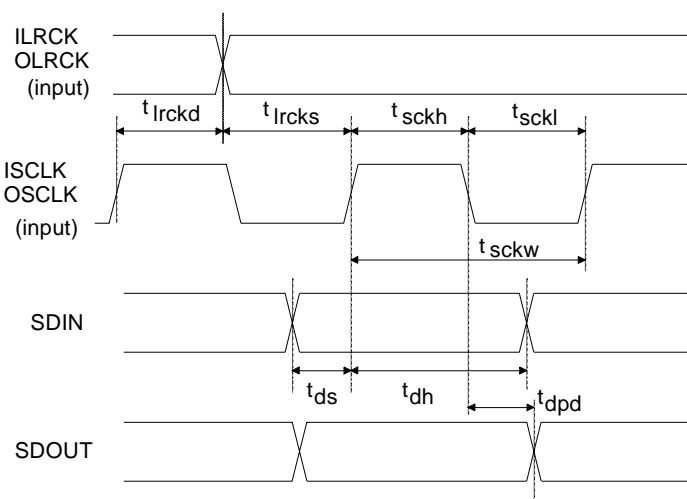 ILRCK
OLRCK
(input)
t lrckd
t lrcks
t sckh
t sckl
ISCLK
OSCLK
(input)
t sckw
SDIN
t ds
t dh
t dpd
SDOUT